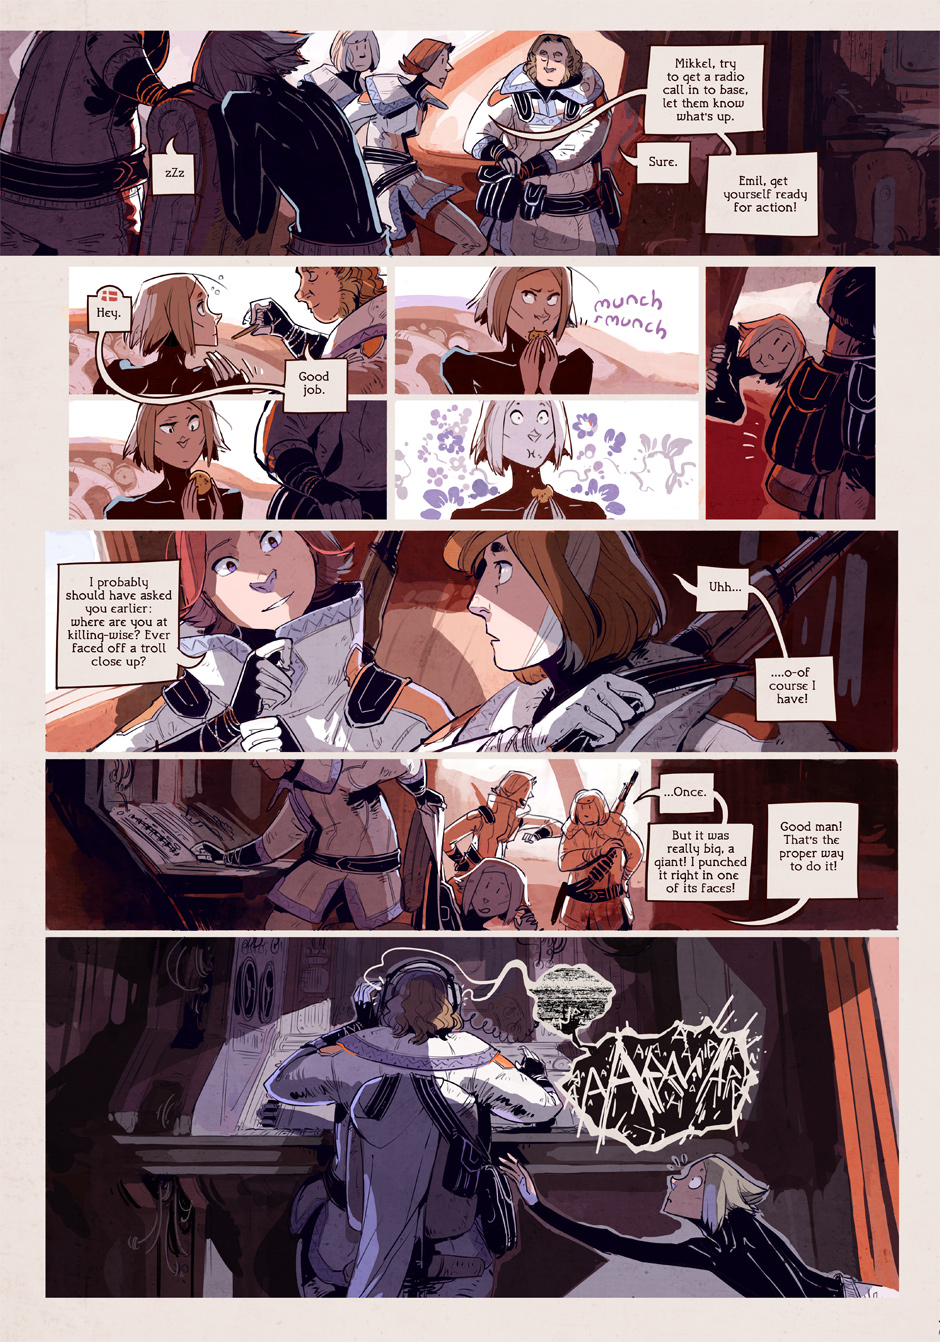 Mikkel, try
to get a radio
call in to base,
let them know
what's up.
zZz
Sure.
Emil, get
yourself ready
for action!
Hey.
Good
job.
munch
munch
I probably
should have asked
you earlier:
where are you at
killing-wise? Ever
faced off a troll
close up?
Uhh...
....o-of
course I
have!
...Once.
But it was
really big, a
giant! I punched
it right in one
of its faces!
Good man!
That's the
proper way
to do it!